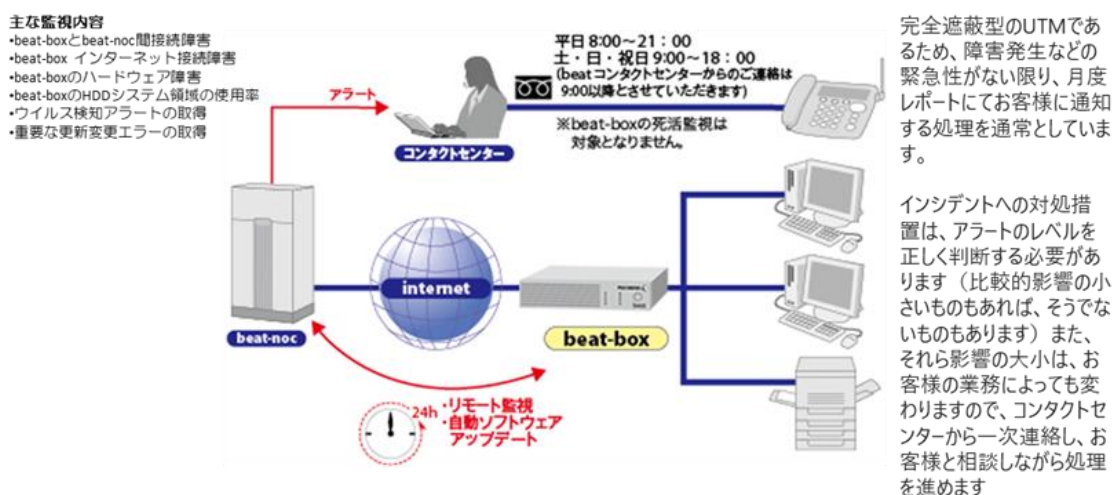 主な監視内容
•beat-boxとbeat-noc間接続障害
•beat-box インターネット接続障害
•beat-boxのハードウェア障害
•beat-boxのHDDシステム領域の使用率
•ウイルス検知アラートの取得
•重要な更新変更エラーの取得
アラート
コンタクトセンター
平日 8:00～21：00
土・日・祝日 9:00～18：00
(beatコンタクトセンターからのご連絡は
9:00以降とさせていただきます)
※beat-boxの死活監視は
対象となりません。
beat-noc
internet
beat-box
24h
・リモート監視
・自動ソフトウェア
アップデート
完全遮蔽型のUTMであ
るため、障害発生などの
緊急性がない限り、月度
レポートにてお客様に通知
する処理を通常としていま
す。
インシデントへの対処措
置は、アラートのレベルを
正しく判断する必要があ
ります（比較的影響の小
さいものもあれば、そうでな
いものもあります）また、
それら影響の大小は、お
客様の業務によっても変
わりますので、コンタクトセ
ンターから一次連絡し、お
客様と相談しながら処理
を進めます